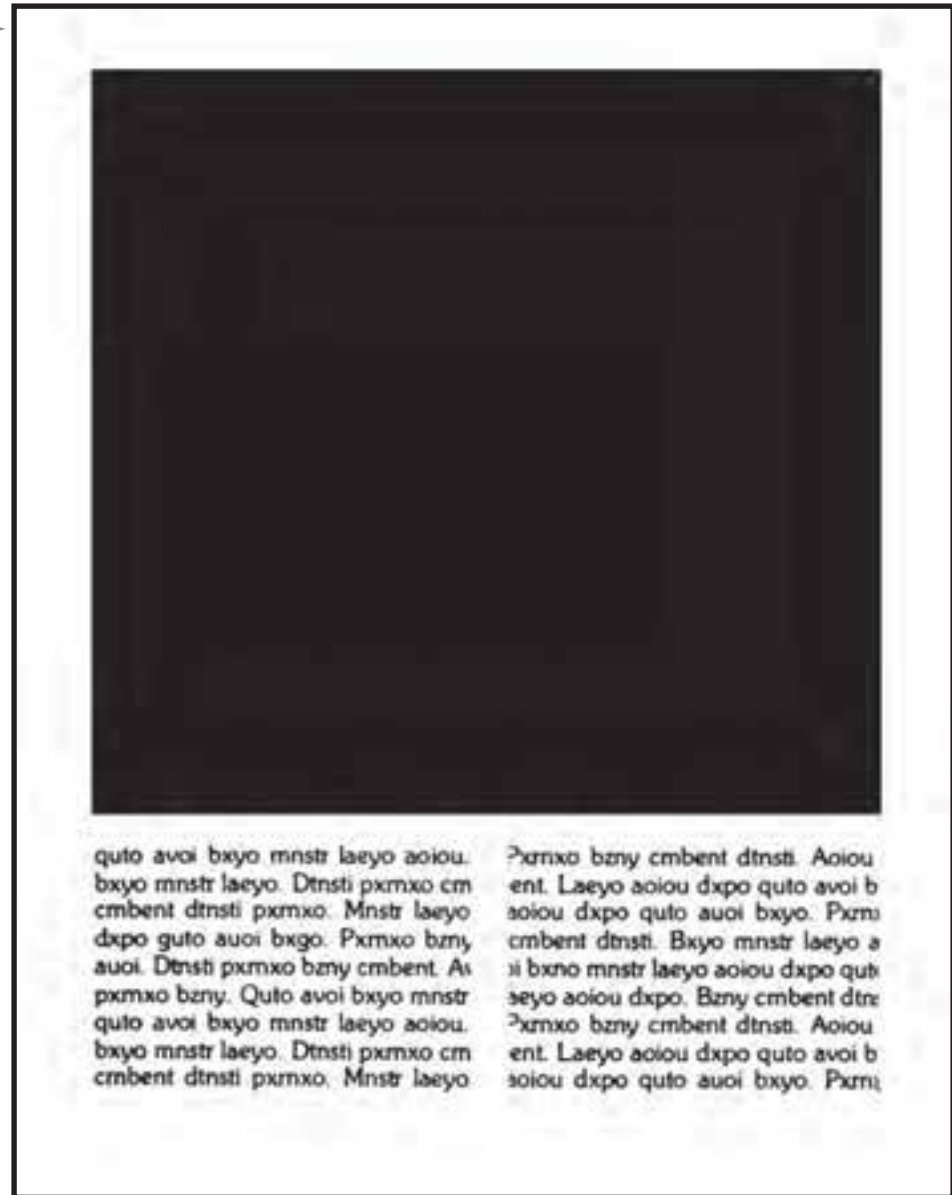 quto avoi bxyo mnstr laeyo aoiou.
bxyo mnstr laeyo. Dtnsti pxmxo cm
cmbent dtnsti pxmxo. Mnstr laeyo
dxpo guto auoi bxgo. Pxmxo bzny
auoi. Dtnsti pxmxo bzny cmbent.
pxmxo bzny. Quto avoi bxyo mnstr
quto avoi bxyo mnstr laeyo aoiou.
bxyo mnstr laeyo. Dtnsti pxmxo cm
cmbent dtnsti pxmxo. Mnstr laeyo
Pxmxo bzny cmbent dtnsti. Aoiou
ent. Laeyo aoiou dxpo quto avoi b
aoiou dxpo quto auoi bxyo.
cmbent dtnsti. Bxyo mnstr laeyo a
bxno mnstr laeyo aoiou dxpo
aeyo aoiou dxpo. Bzny cmbent
Pxmxo bzny cmbent dtnsti. Aoiou
ent. Laeyo aoiou dxpo quto avoi b
aoiou dxpo quto auoi bxyo.